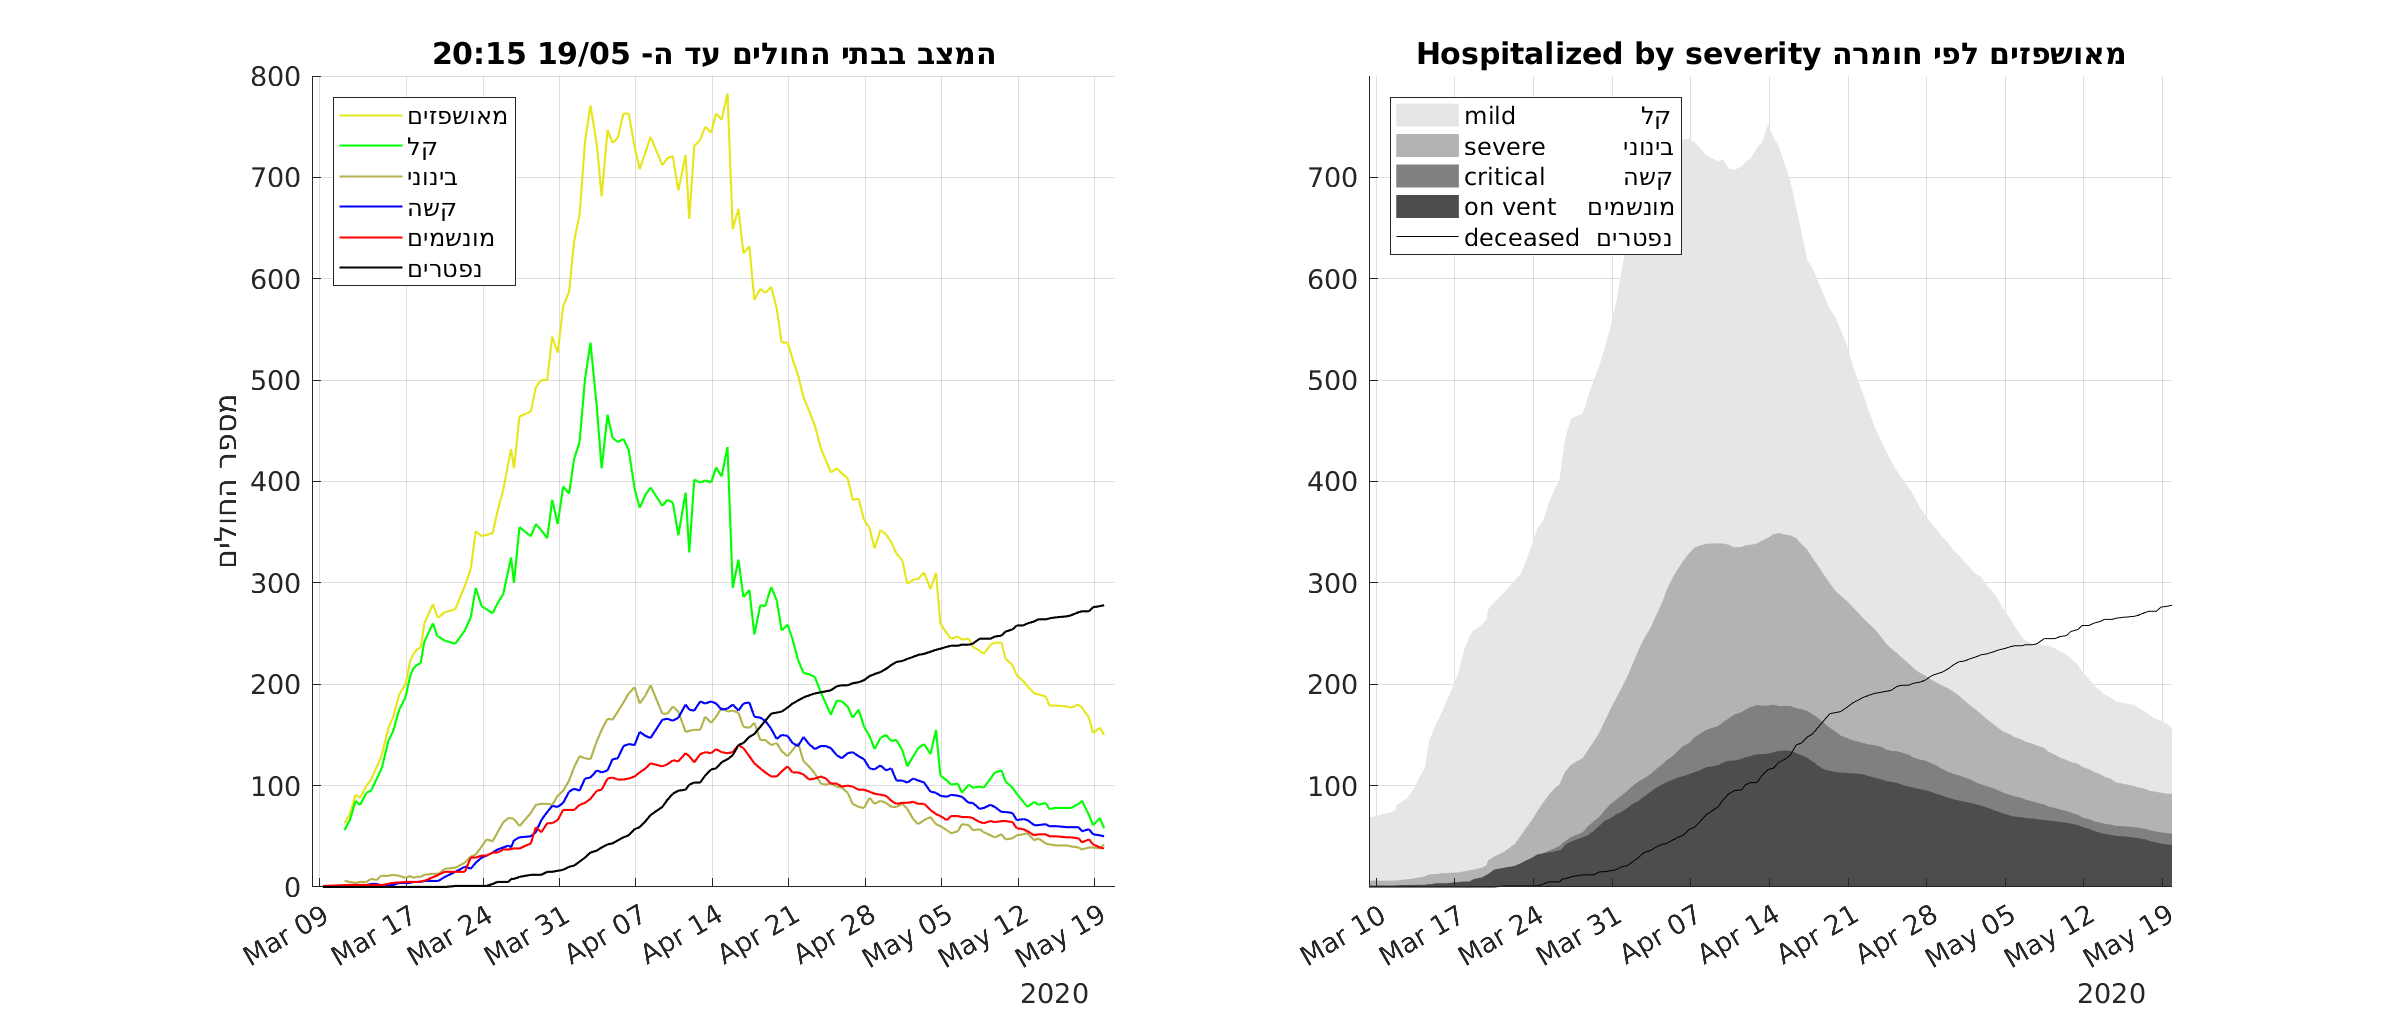 המצב בבתי החולים עד ה- 19/05 20:15
800
700
600
500
400
300
200
100
0
מספר החולים
מאושפזים
קל
בינוני
קשה
מונשמים
נפטרים
Mar 09
Mar 17
Mar 24
Mar 31
Apr 07
Apr 14
Apr 21
Apr 28
May 05
May 12
May 19
2020
Hospitalized by severity מאושפזים לפי חומרה
700
600
500
400
300
200
100
mild קל
severe בינוני
critical קשה
on vent מונשמים
deceased נפטרים
Mar 10
Mar 17
Mar 24
Mar 31
Apr 07
Apr 14
Apr 21
Apr 28
May 05
May 12
May 19
2020